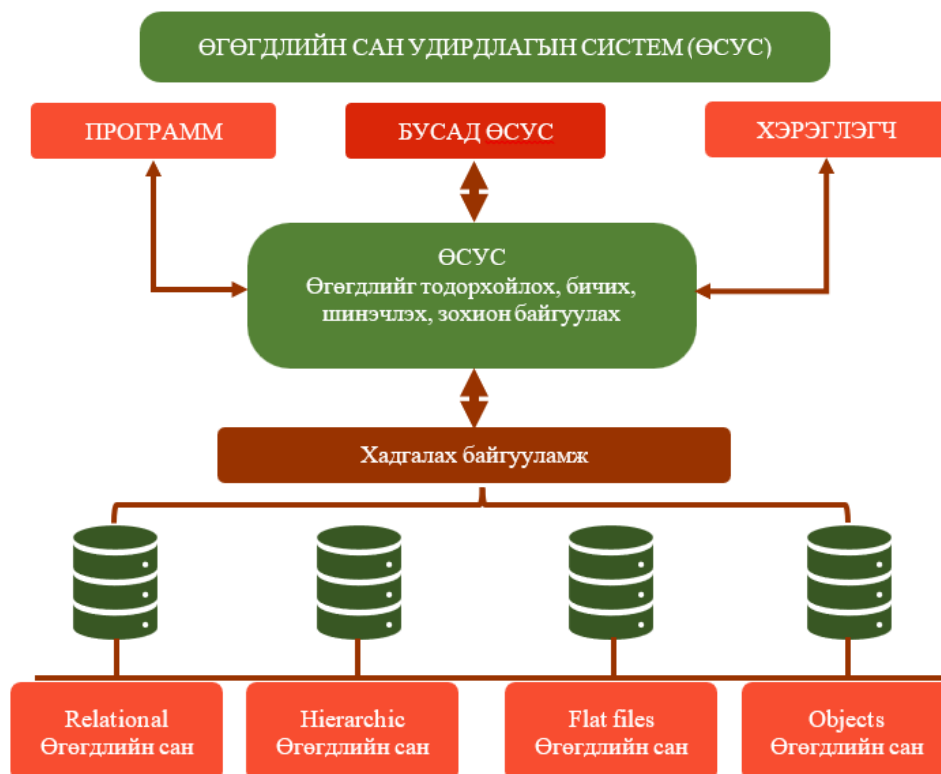 ӨГӨГДЛИЙН САН УДИРДЛАГЫН СИСТЕМ (ӨСУС)
ПРОГРАММ
БУСАД ӨСУС
ХЭРЭГЛЭГЧ
ӨСУС
Өгөгдлийг тодорхойлох, бичих,
шинэчлэх, зохион байгуулах
Хадгалах байгууламж
Relational
Өгөгдлийн сан
Hierarchic
Өгөгдлийн сан
Flat files
Өгөгдлийн сан
Objects
Өгөгдлийн сан